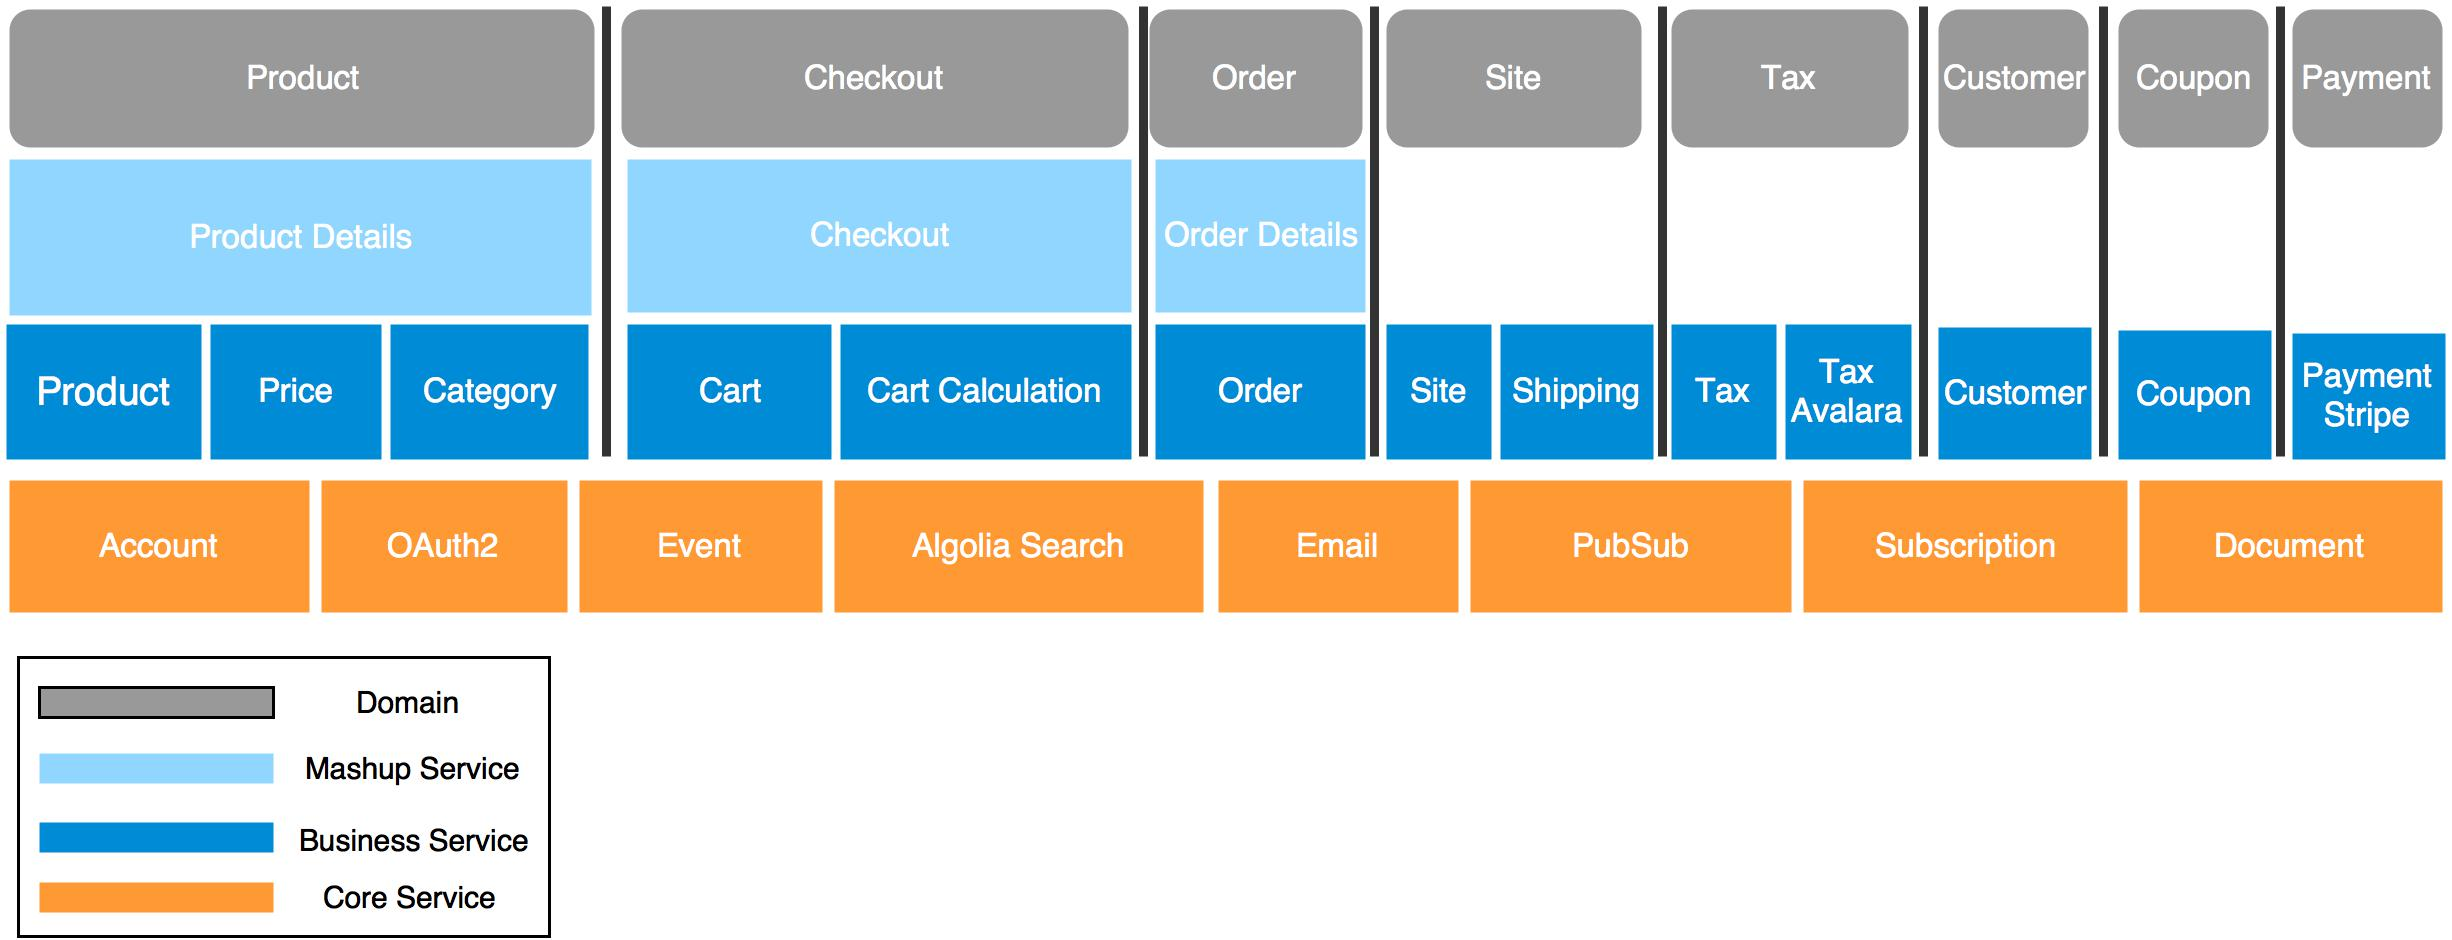 Product
Checkout
Order
Site
Tax
Customer
Coupon
Payment
Product Details
Checkout
Order Details
Product
Price
Category
Cart
Cart Calculation
Order
Site
Shipping
Tax
Tax
Avalara
Customer
Coupon
Payment
Stripe
Account
OAuth2
Event
Algolia Search
Email
PubSub
Subscription
Document
Domain
Mashup Service
Business Service
Core Service